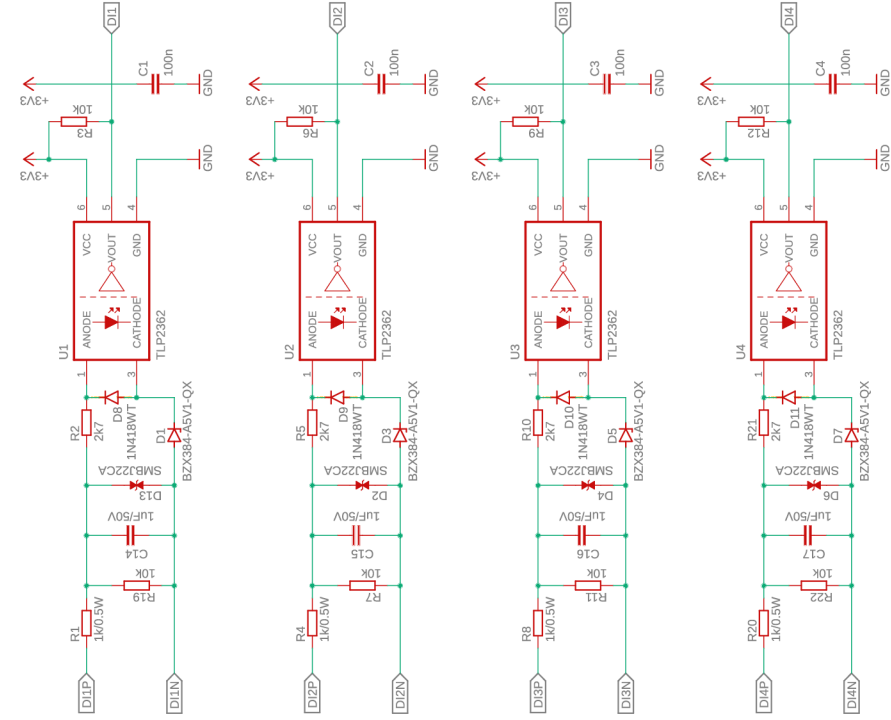 DI1
DI2
DI3
DI4
C1
100n
GND
+3V3
C2
100n
GND
+3V3
C3
100n
GND
+3V3
C4
100n
GND
+3V3
10k
R3
10k
R6
10k
R9
10k
R12
+3V3
GND
+3V3
GND
+3V3
GND
+3V3
GND
6
5
4
6
5
4
6
5
4
6
5
4
VCC
VOUT
GND
VCC
VOUT
GND
VCC
VOUT
GND
VCC
VOUT
GND
ANODE
CATHODE
ANODE
CATHODE
ANODE
CATHODE
ANODE
CATHODE
U1
TLP2362
U2
TLP2362
U3
TLP2362
U4
TLP2362
1
3
1
3
1
3
1
3
R2
2k7
D8
1N418WT
D1
BZX384-A5V1-QX
R5
2k7
D9
1N418WT
D3
BZX384-A5V1-QX
R10
2k7
D10
1N418WT
D5
BZX384-A5V1-QX
R21
2k7
D11
1N418WT
D7
BZX384-A5V1-QX
SMBJ22CA
D13
SMBJ22CA
D2
SMBJ22CA
D4
SMBJ22CA
D6
1uF/50V
C14
1uF/50V
C15
1uF/50V
C16
1uF/50V
C17
10k
R19
10k
R7
10k
R11
10k
R22
R1
1k/0.5W
R4
1k/0.5W
R8
1k/0.5W
R20
1k/0.5W
DI1P
DI1N
DI2P
DI2N
DI3P
DI3N
DI4P
DI4N